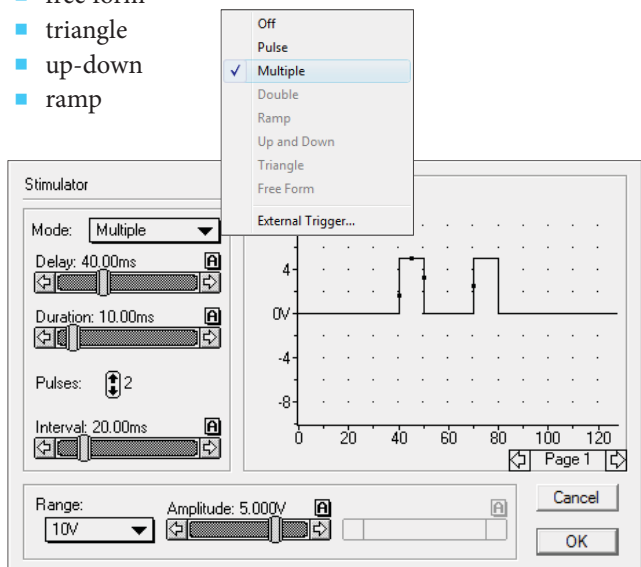 free form
triangle
up-down
ramp
Off
Pulse
✓ Multiple
Double
Ramp
Up and Down
Triangle
Free Form
External Trigger...
Stimulator
Mode: Multiple
Delay: 40.00ms A
Duration: 10.00ms A
Pulses: 2
Interval: 20.00ms A
4
0V
-4
-8
0 20 40 60 80 100 120
Page 1
Range:
10V
Amplitude: 5.000V A
A
Cancel
OK